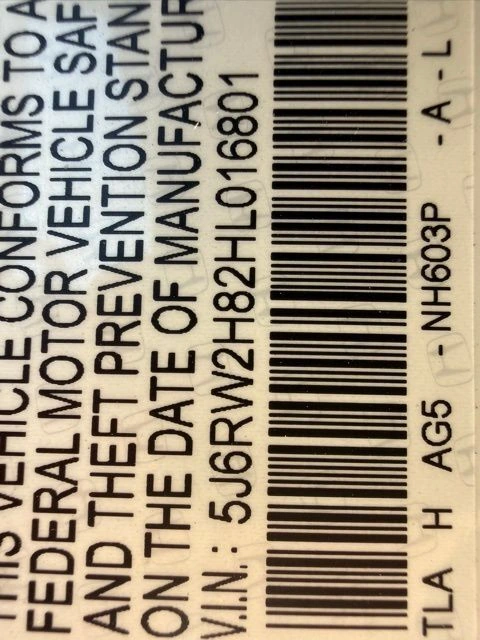 THIS VEHICLE CONFORMS TO A
FEDERAL MOTOR VEHICLE SAF
AND THEFT PREVENTION STAN
ON THE DATE OF MANUFACTUR
V.I.N.: 5J6RW2H82HL016801
TLA H AG5 - NH603P - A - L